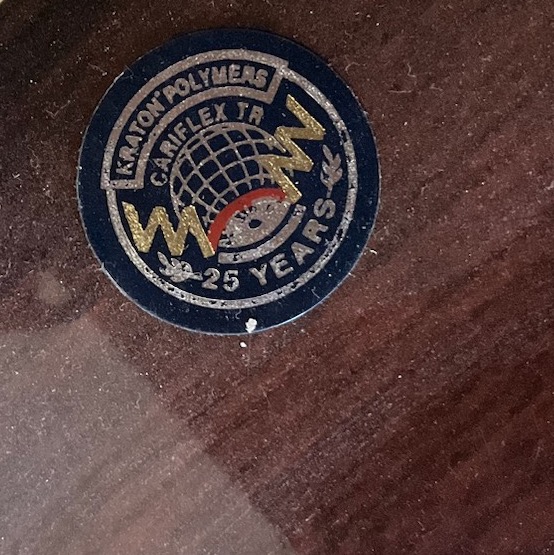 KRATON POLYMERS
CARIFLEX TR
25 YEARS